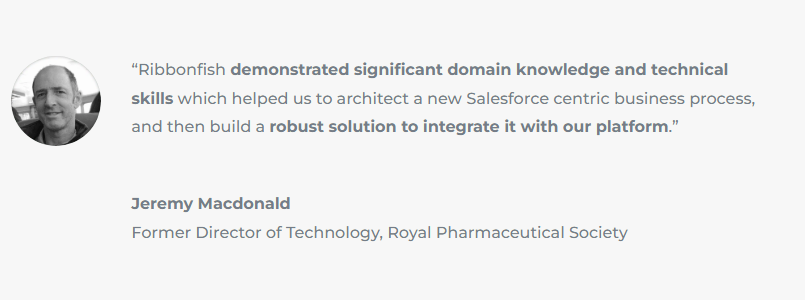 “Ribbonfish demonstrated significant domain knowledge and technical
skills which helped us to architect a new Salesforce centric business process,
and then build a robust solution to integrate it with our platform.”
Jeremy Macdonald
Former Director of Technology, Royal Pharmaceutical Society